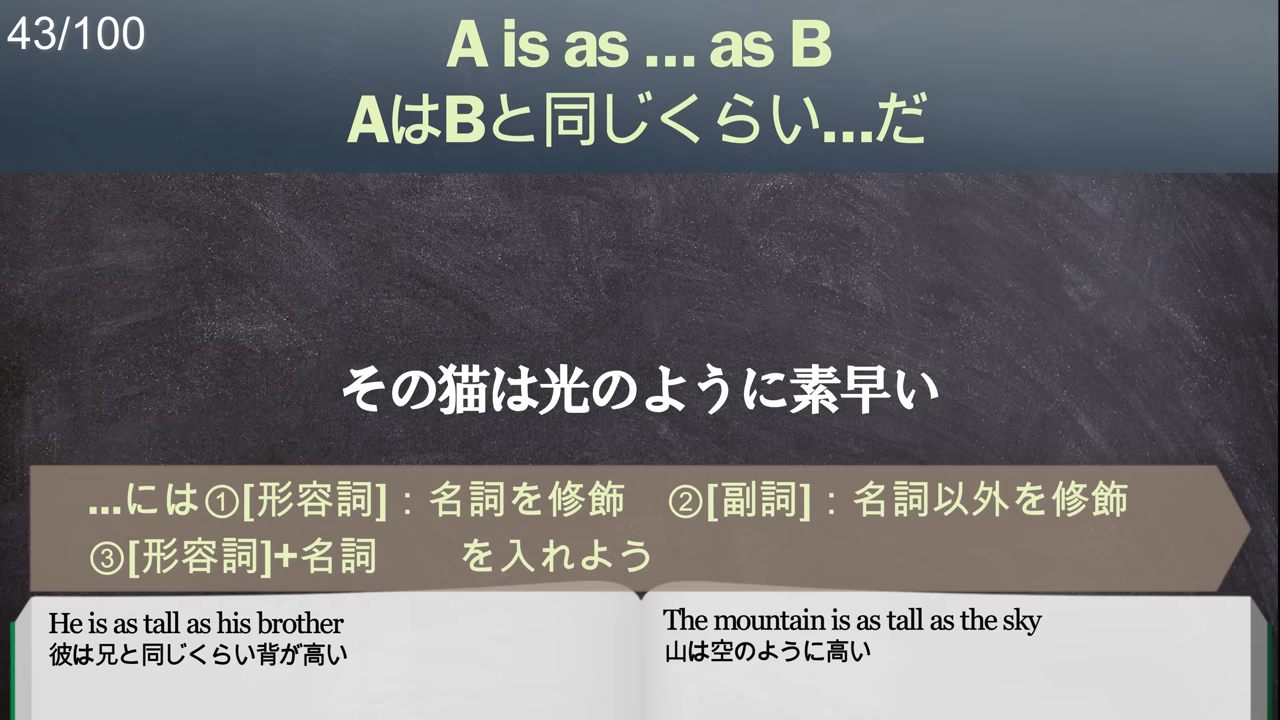 43/100
A is as ... as B
AはBと同じくらい...だ
その猫は光のように素早い
...には①[形容詞]：名詞を修飾　②[副詞]：名詞以外を修飾
③[形容詞]+名詞　　を入れよう
He is as tall as his brother
彼は兄と同じくらい背が高い
The mountain is as tall as the sky
山は空のように高い